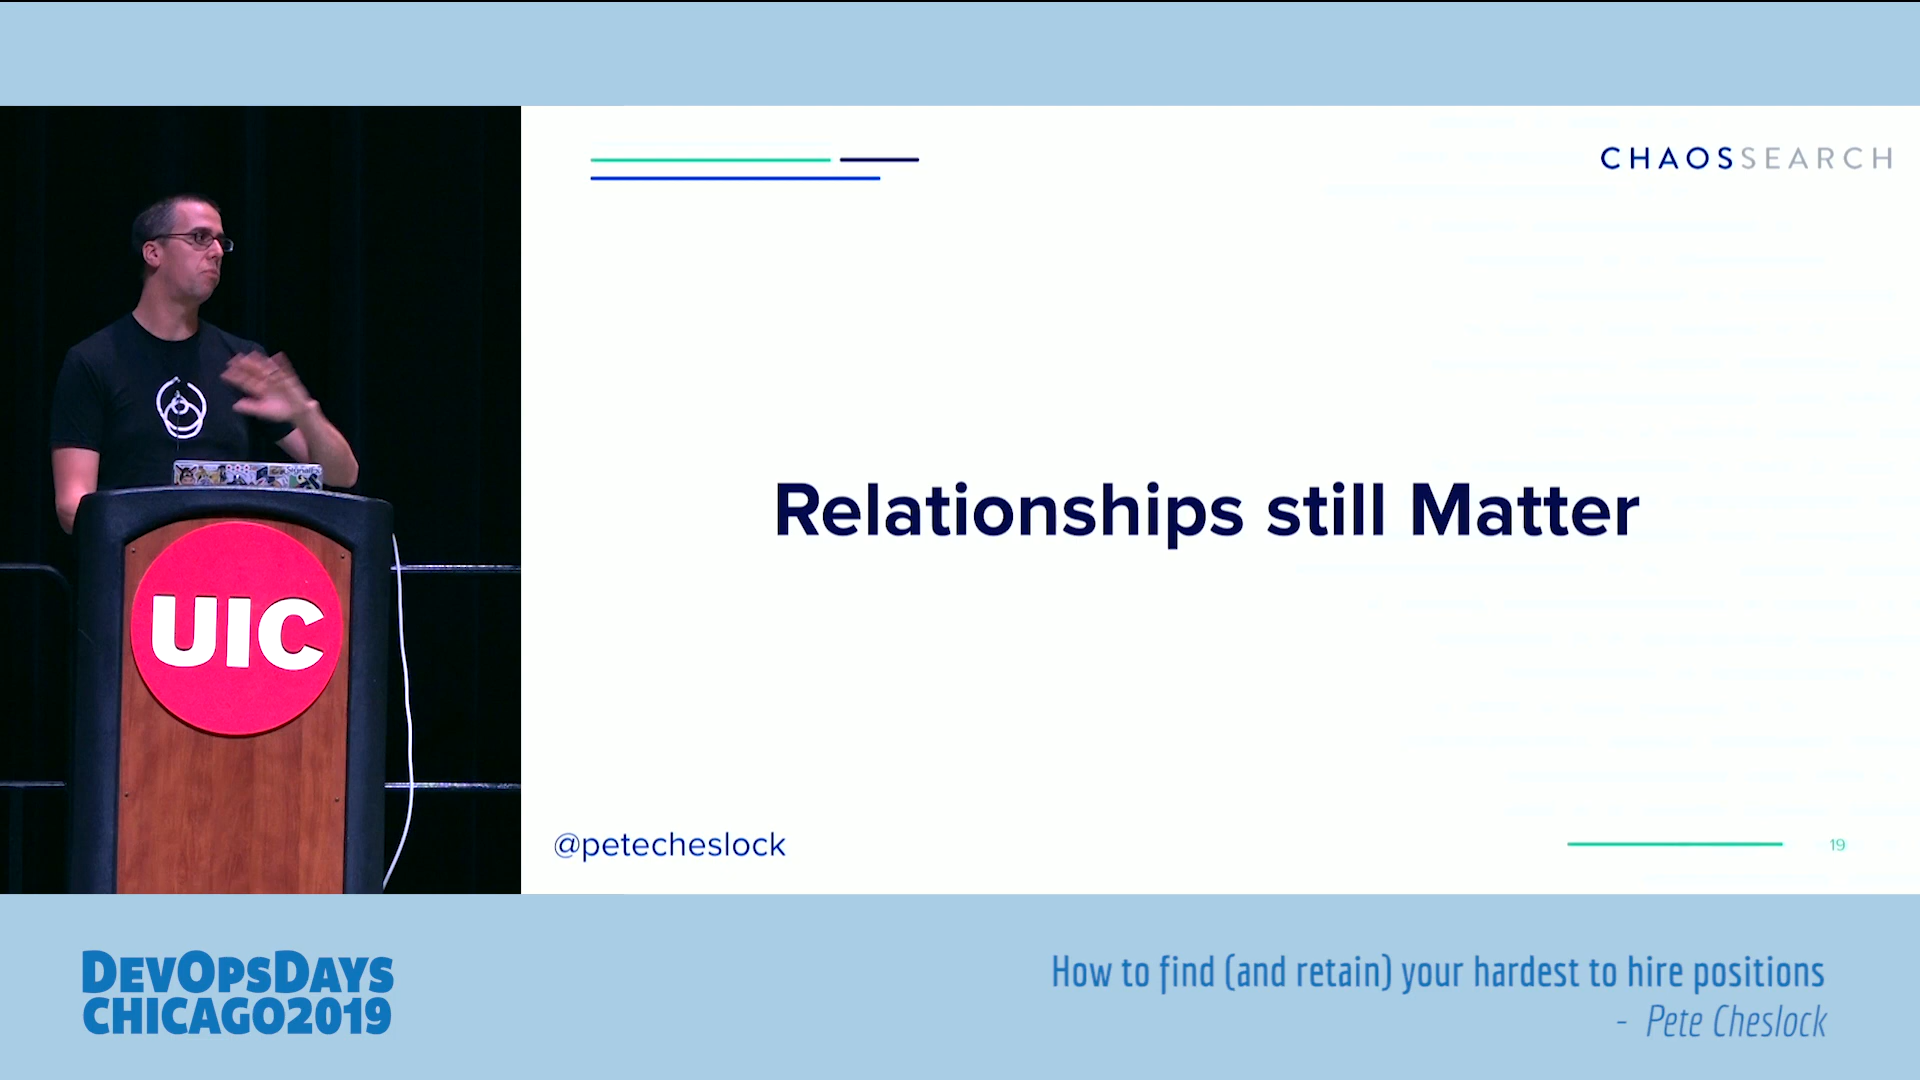 CHAOSSEARCH
Relationships still Matter
@petecheslock
19
UIC
DEVOPSDAYS
CHICAGO2019
How to find (and retain) your hardest to hire positions
- Pete Cheslock